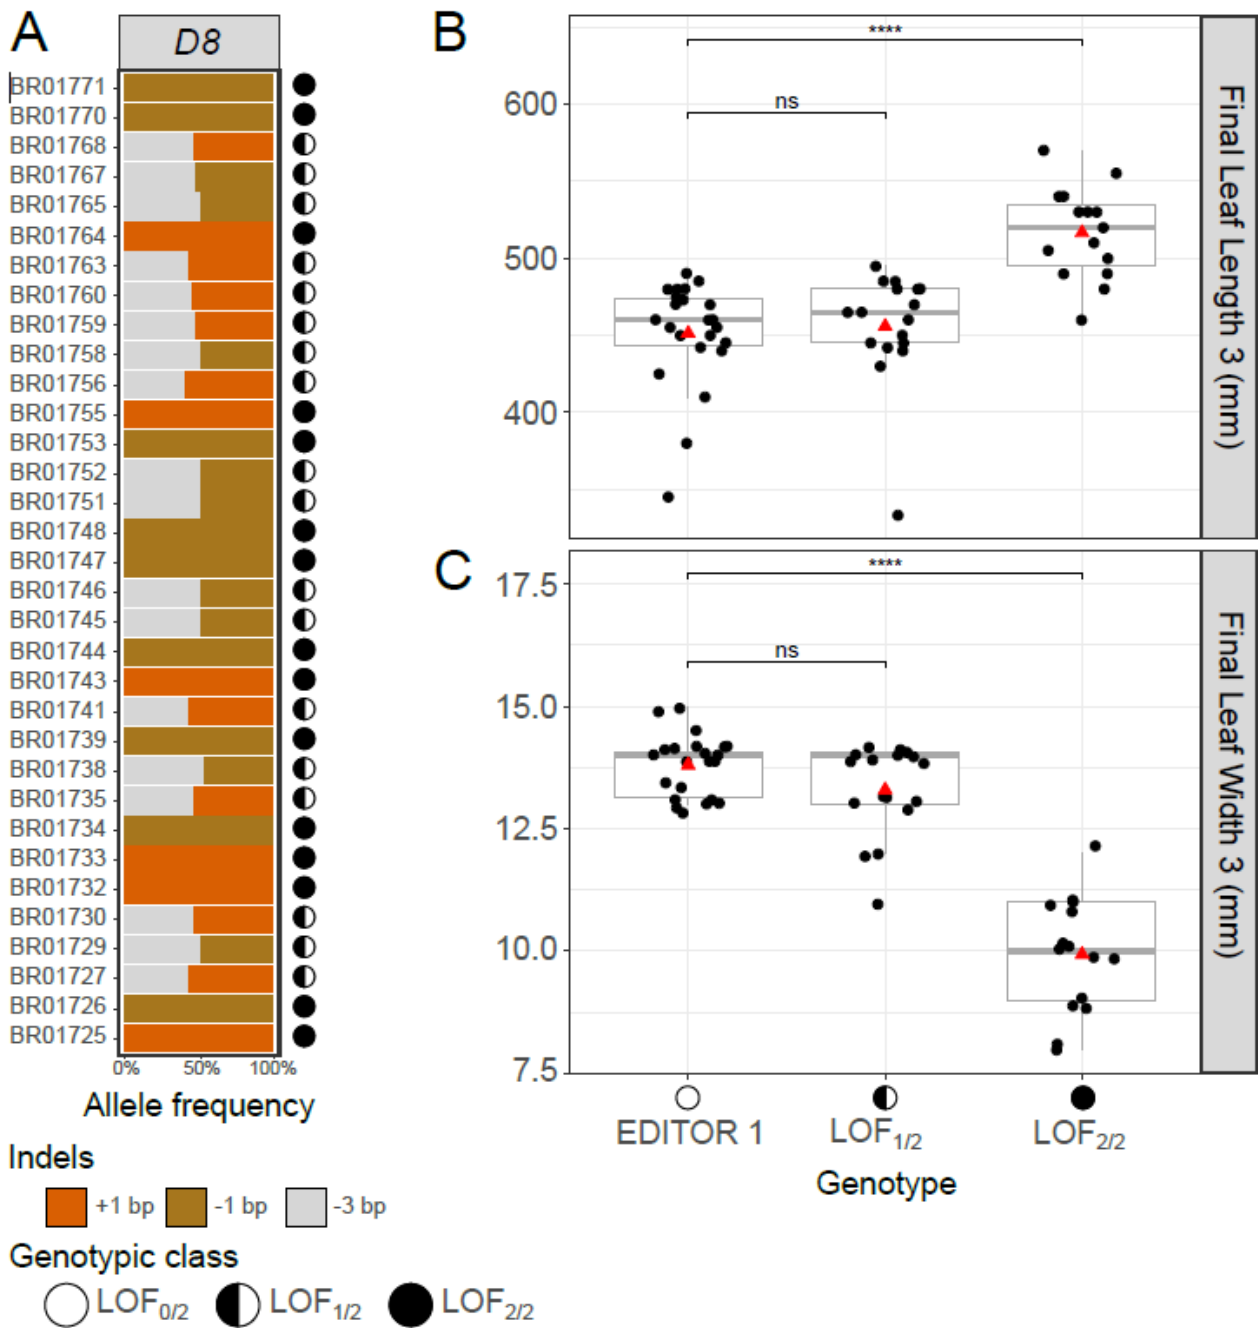 A
D8
BR01771
BR01770
BR01768
BR01767
BR01765
BR01764
BR01763
BR01760
BR01759
BR01758
BR01756
BR01755
BR01753
BR01752
BR01751
BR01748
BR01747
BR01746
BR01745
BR01744
BR01743
BR01741
BR01739
BR01738
BR01735
BR01734
BR01733
BR01732
BR01730
BR01729
BR01727
BR01726
BR01725
0% 50% 100%
Allele frequency
Indels
+1 bp -1 bp -3 bp
Genotypic class
LOF0/2 LOF1/2 LOF2/2
B
****
ns
600
500
400
Final Leaf Length 3 (mm)
C
****
ns
17.5
15.0
12.5
10.0
7.5
Final Leaf Width 3 (mm)
EDITOR 1 LOF1/2 LOF2/2
Genotype